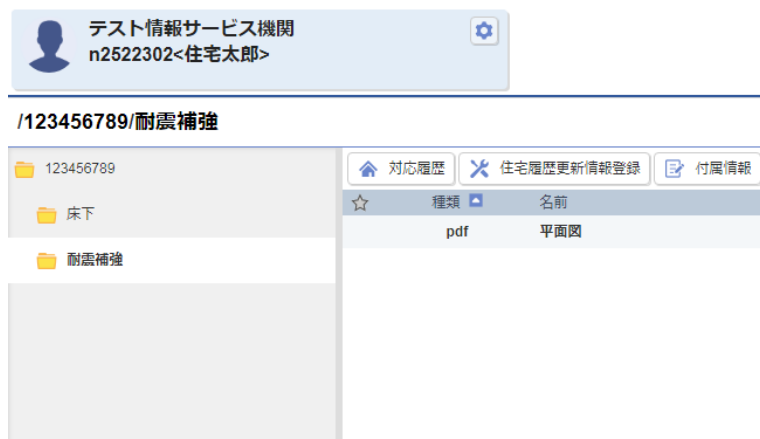 テスト情報サービス機関
n2522302<住宅太郎>
/123456789/耐震補強
123456789
床下
耐震補強
対応履歴 住宅履歴更新情報登録 付属情報
種類 名前
pdf 平面図